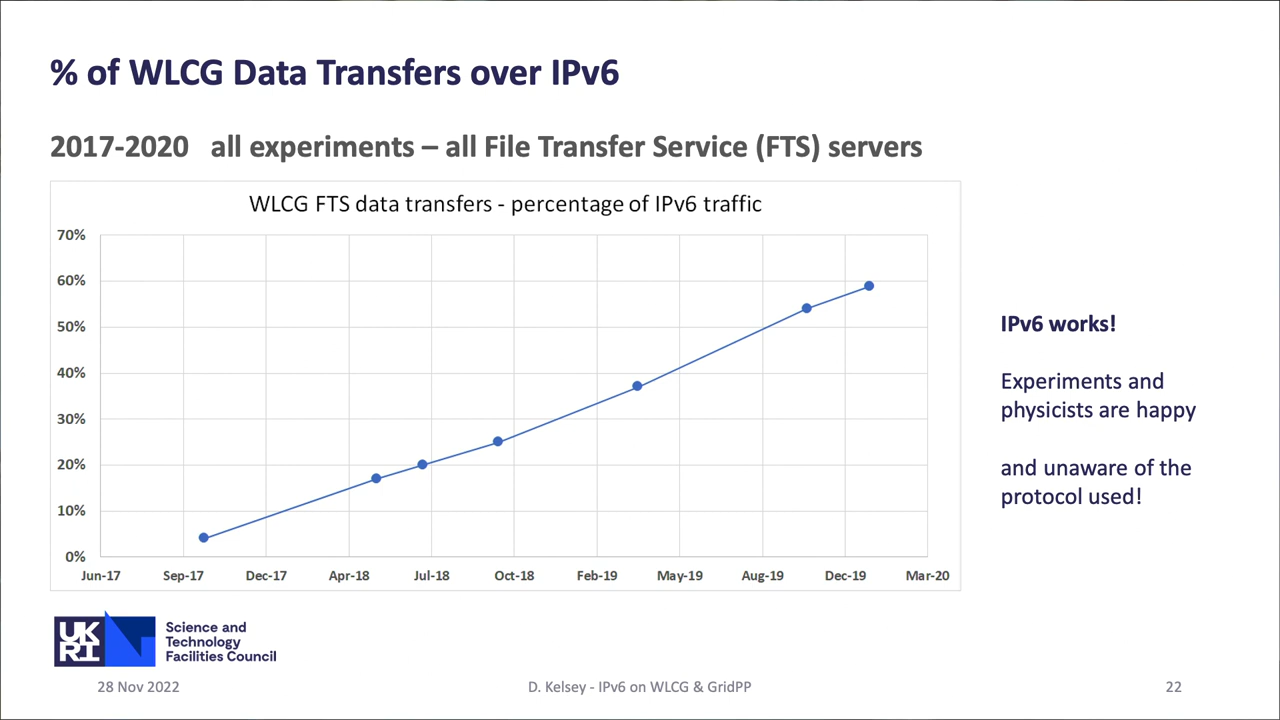 % of WLCG Data Transfers over IPv6
2017-2020 all experiments – all File Transfer Service (FTS) servers
WLCG FTS data transfers - percentage of IPv6 traffic
70%
60%
50%
40%
30%
20%
10%
0%
Jun-17 Sep-17 Dec-17 Apr-18 Jul-18 Oct-18 Feb-19 May-19 Aug-19 Dec-19 Mar-20
IPv6 works!
Experiments and
physicists are happy
and unaware of the
protocol used!
UK
RI
Science and
Technology
Facilities Council
28 Nov 2022
D. Kelsey - IPv6 on WLCG & GridPP
22